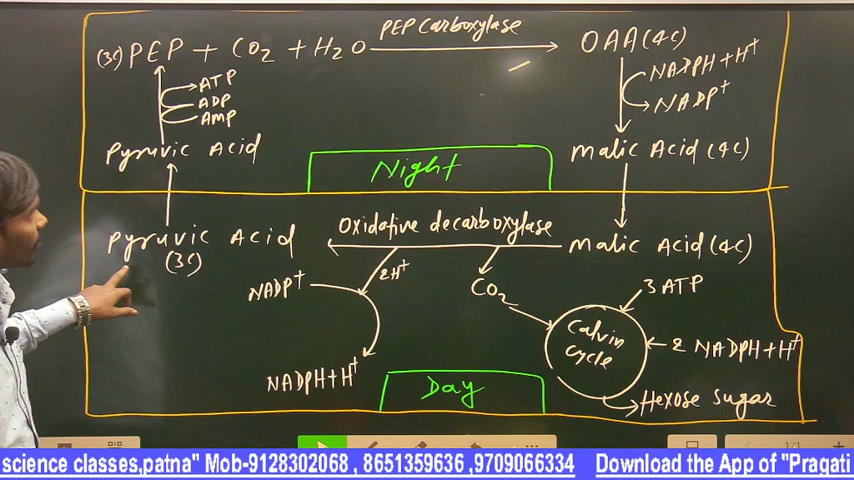 (3C) PEP + CO2 + H2O PEP Carboxylase OAA (4C)
ATP
ADP
AMP
NADPH + H+
NADP+
Pyruvic Acid
Night
Malic Acid (4C)
Pyruvic Acid
(3C)
Oxidative decarboxylase
Malic Acid (4C)
NADP+
2H+
CO2
3 ATP
Calvin
cycle
2 NADPH + H+
NADPH + H+
Day
Hexose sugar
1/1
science classes,patna" Mob-9128302068 , 8651359636 ,9709066334 Download the App of "Pragati